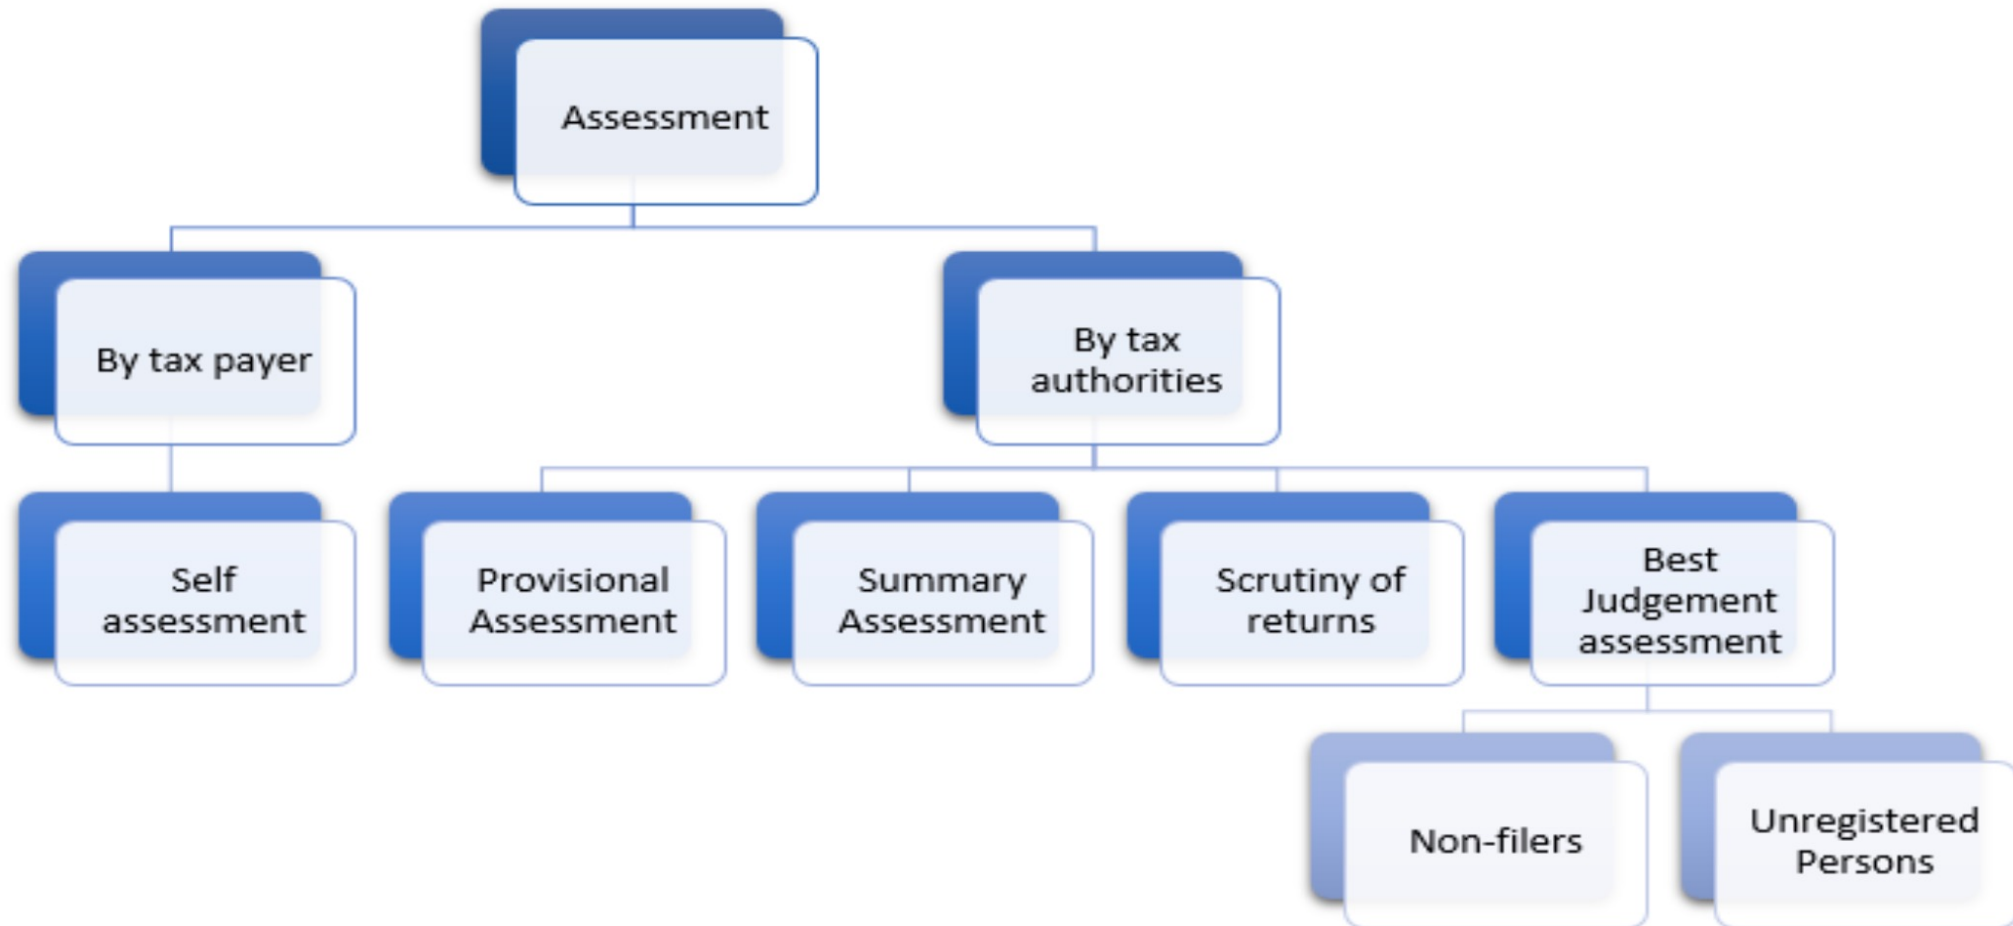 Assessment
By tax payer
By tax
authorities
Self
assessment
Provisional
Assessment
Summary
Assessment
Scrutiny of
returns
Best
Judgement
assessment
Non-filers
Unregistered
Persons